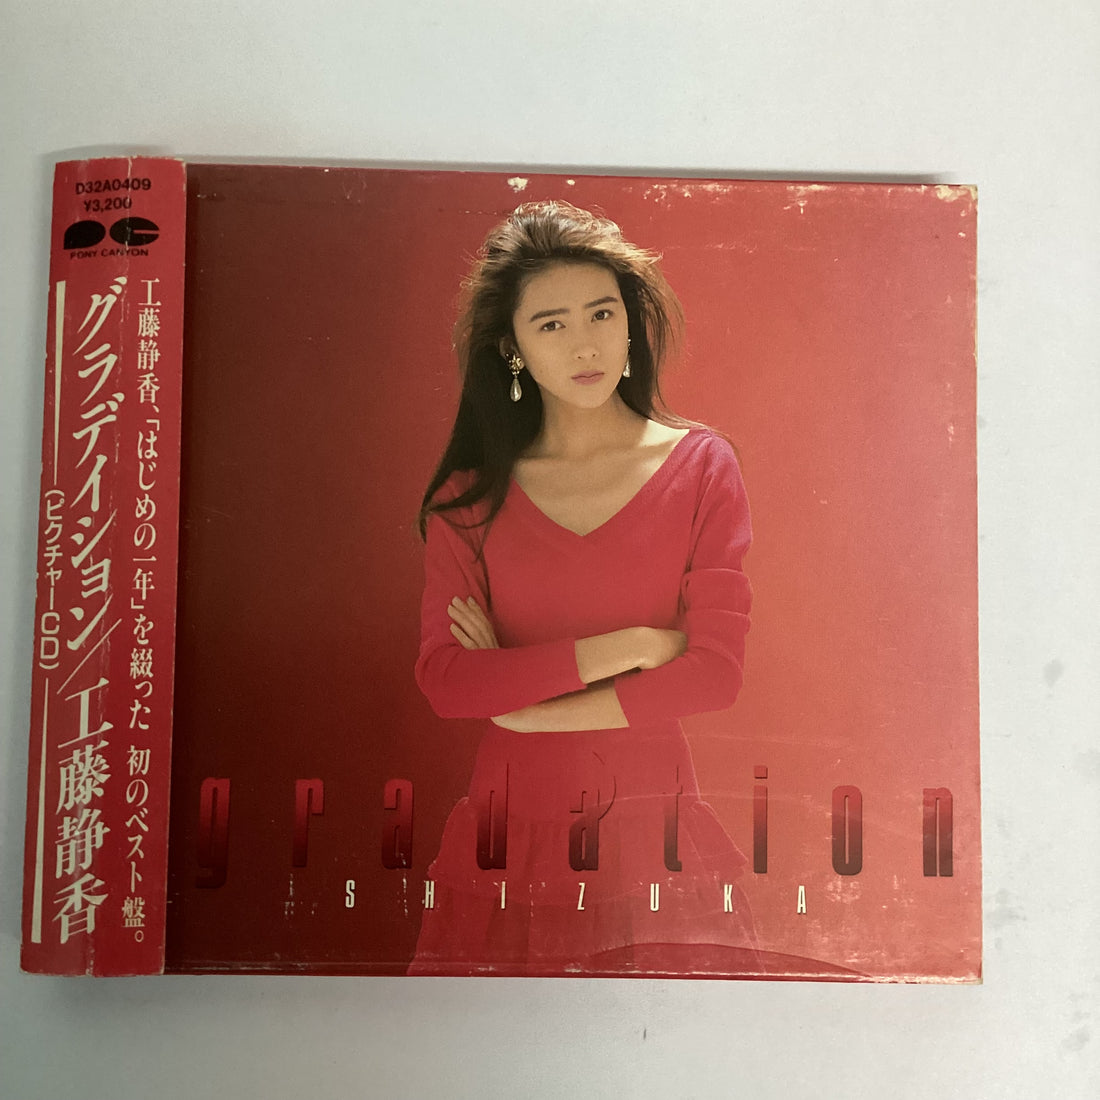 D32A0409
¥3,200
PONY CANYON
工藤静香、「はじめの一年」を綴った 初のベスト盤。
グラデイション/工藤静香
(ピクチャーCD)
gradation
SHIZUKA